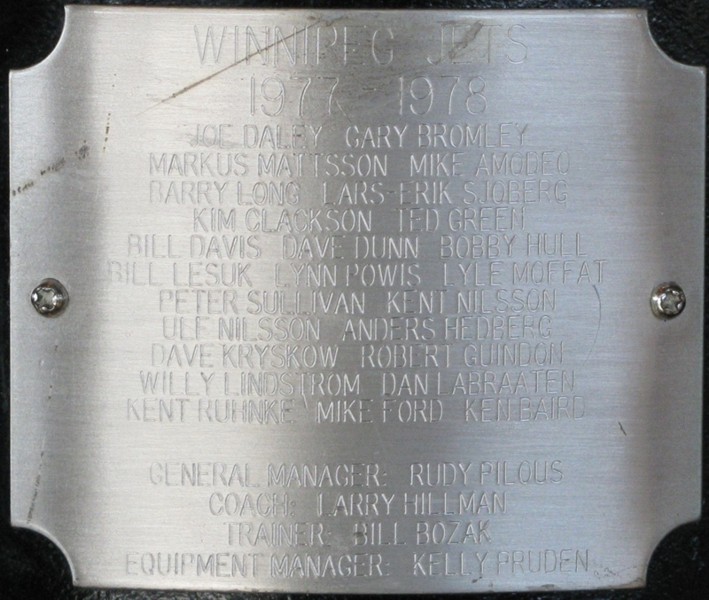 WINNIPEG JETS
1977 - 1978
JOE DALEY GARY BROMLEY
MARKUS MATTSSON MIKE AMODEO
BARRY LONG LARS-ERIK SJOBERG
KIM CLACKSON TED GREEN
BILL DAVIS DAVE DUNN BOBBY HULL
BILL LESUK LYNN POWIS LYLE MOFFAT
PETER SULLIVAN KENT NILSSON
ULF NILSSON ANDERS HEDBERG
DAVE KRYSKOW ROBERT GUINDON
WILLY LINDSTROM DAN LABRAATEN
KENT RUHNKE MIKE FORD KEN BAIRD
GENERAL MANAGER: RUDY PILOUS
COACH: LARRY HILLMAN
TRAINER: BILL BOZAK
EQUIPMENT MANAGER: KELLY PRUDEN